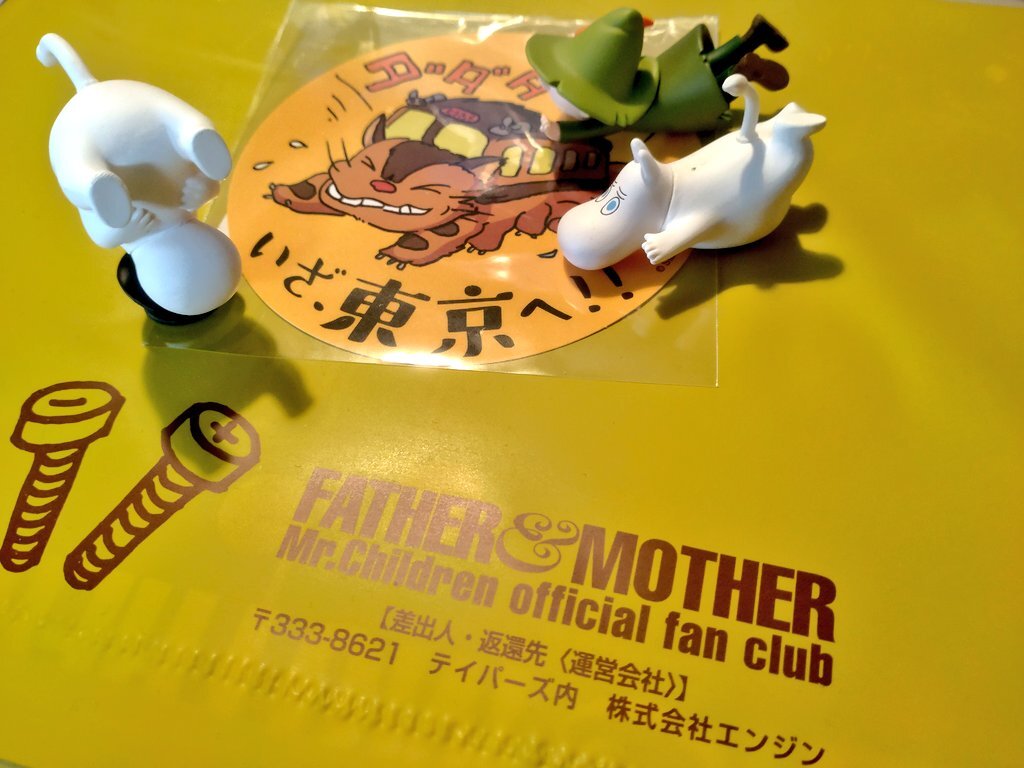 ダダダ
いざ、東京へ!!
FATHER&MOTHER
Mr.Children official fan club
【差出人・返還先〈運営会社〉】
〒333-8621 テイパーズ内 株式会社エンジン